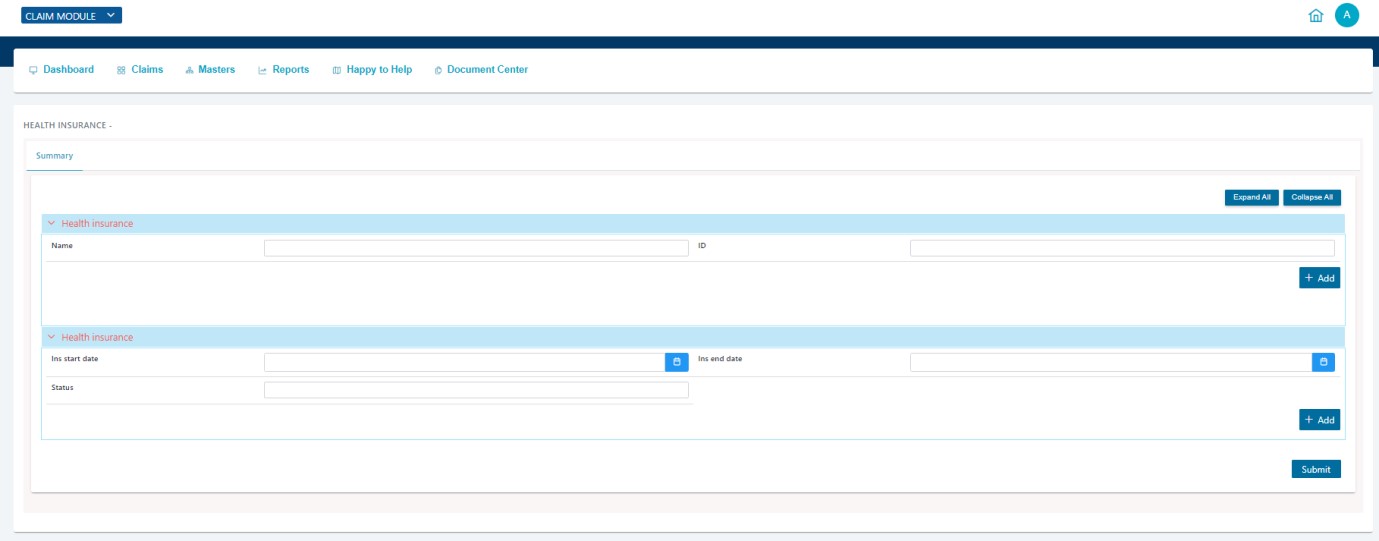 CLAIM MODULE
A
Dashboard Claims Masters Reports Happy to Help Document Center
HEALTH INSURANCE -
Summary
Expand All Collapse All
Health insurance
Name ID
+ Add
Health insurance
Ins start date Ins end date
Status
+ Add
Submit